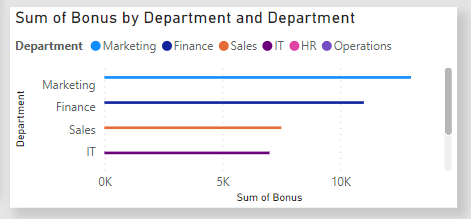 Sum of Bonus by Department and Department
Department Marketing Finance Sales IT HR Operations
Marketing
Finance
Sales
IT
Department
0K 5K 10K
Sum of Bonus